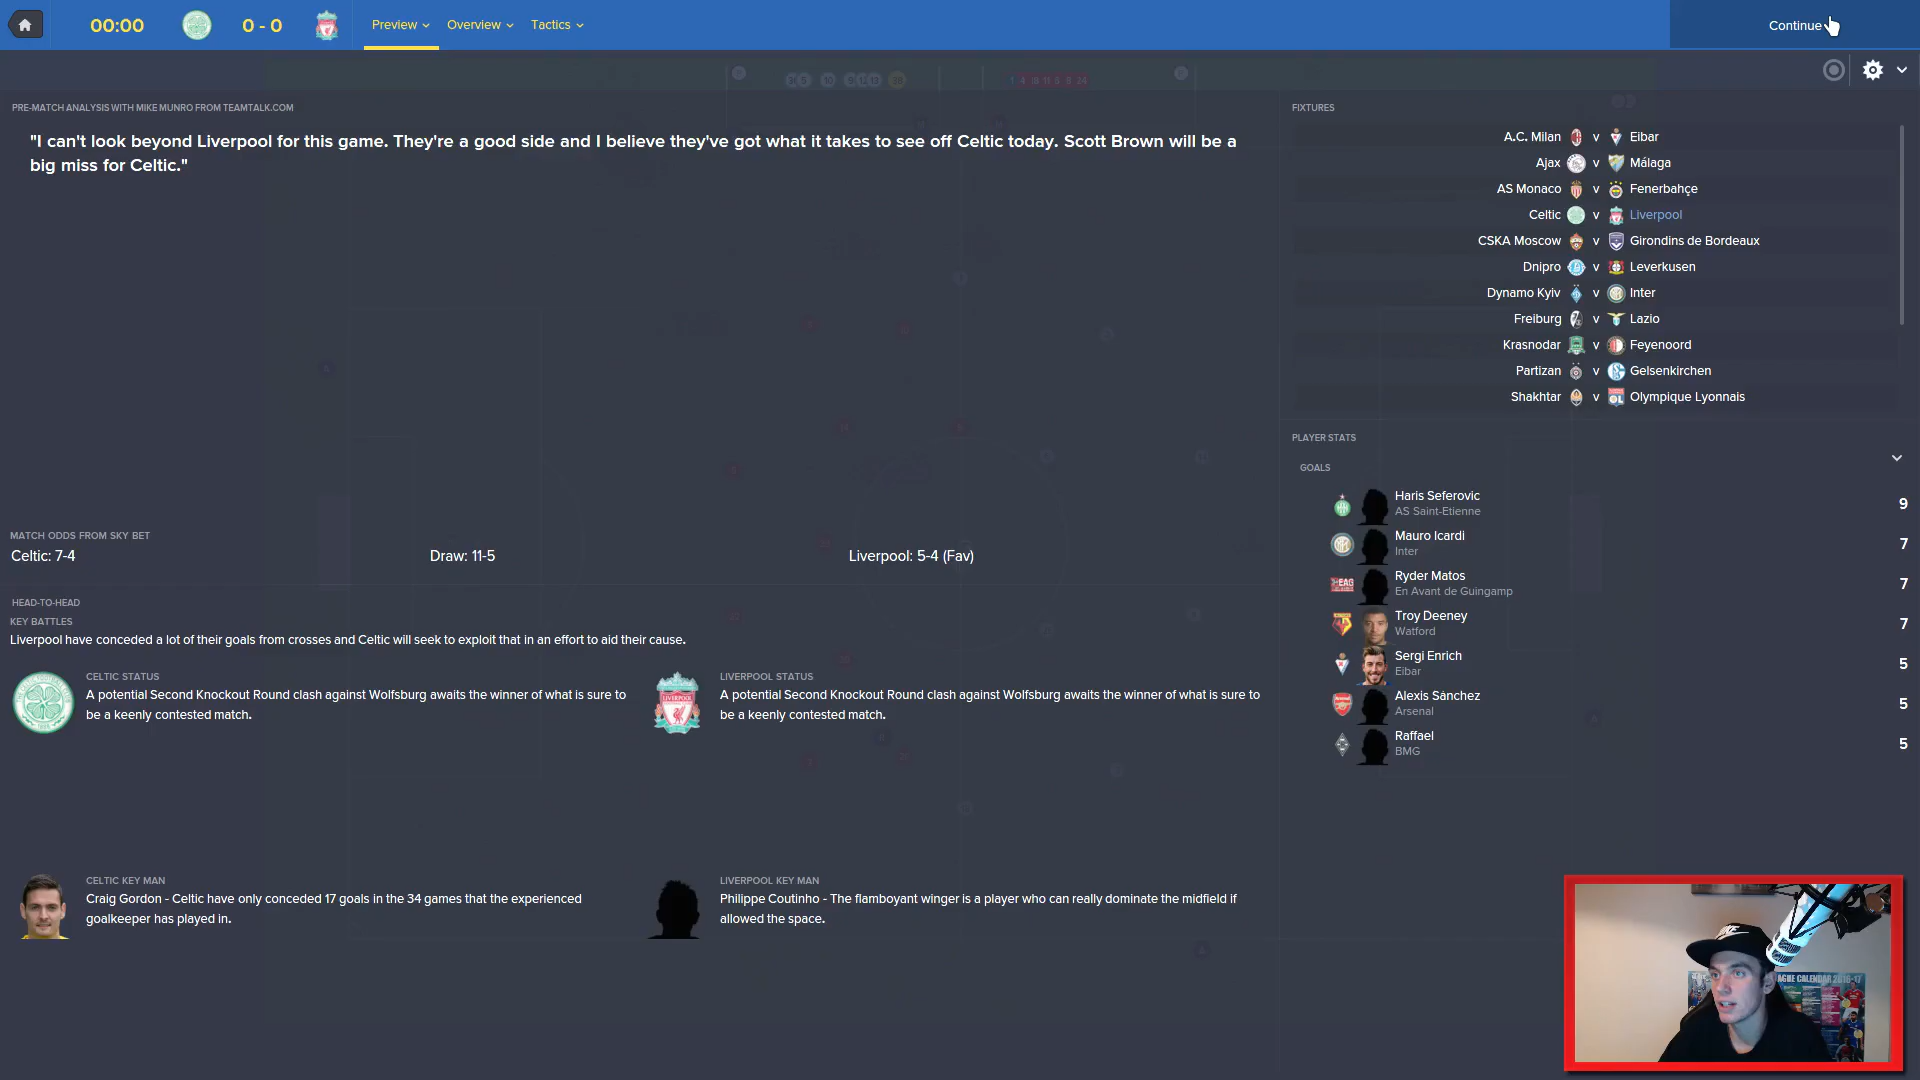 00:00
0 - 0
Preview
Overview
Tactics
Continue
PRE-MATCH ANALYSIS WITH MIKE MUNRO FROM TEAMTALK.COM
"I can't look beyond Liverpool for this game. They're a good side and I believe they've got what it takes to see off Celtic today. Scott Brown will be a
big miss for Celtic."
MATCH ODDS FROM SKY BET
Celtic: 7-4
Draw: 11-5
Liverpool: 5-4 (Fav)
HEAD-TO-HEAD
KEY BATTLES
Liverpool have conceded a lot of their goals from crosses and Celtic will seek to exploit that in an effort to aid their cause.
CELTIC STATUS
A potential Second Knockout Round clash against Wolfsburg awaits the winner of what is sure to
be a keenly contested match.
LIVERPOOL STATUS
A potential Second Knockout Round clash against Wolfsburg awaits the winner of what is sure to
be a keenly contested match.
CELTIC KEY MAN
Craig Gordon - Celtic have only conceded 17 goals in the 34 games that the experienced
goalkeeper has played in.
LIVERPOOL KEY MAN
Philippe Coutinho - The flamboyant winger is a player who can really dominate the midfield if
allowed the space.
FIXTURES
A.C. Milan v Eibar
Ajax v Málaga
AS Monaco v Fenerbahçe
Celtic v Liverpool
CSKA Moscow v Girondins de Bordeaux
Dnipro v Leverkusen
Dynamo Kyiv v Inter
Freiburg v Lazio
Krasnodar v Feyenoord
Partizan v Gelsenkirchen
Shakhtar v Olympique Lyonnais
PLAYER STATS
GOALS
Haris Seferovic 9
AS Saint-Etienne
Mauro Icardi 7
Inter
Ryder Matos 7
En Avant de Guingamp
Troy Deeney 7
Watford
Sergi Enrich 5
Eibar
Alexis Sánchez 5
Arsenal
Raffael 5
BMG
AGUE CALENDAR 2016-17